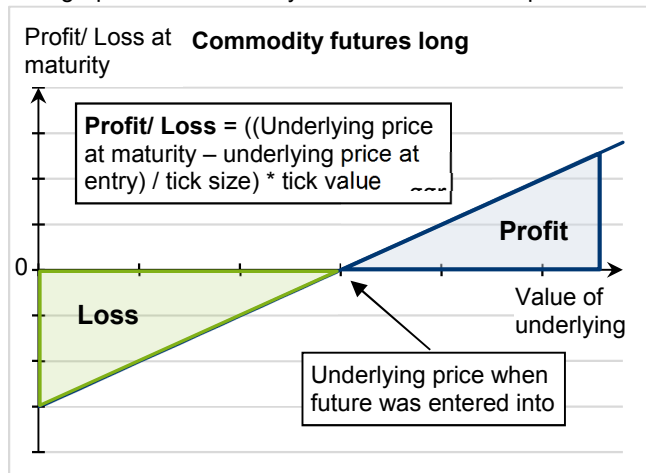 Profit/ Loss at
maturity
Commodity futures long
Profit/ Loss = ((Underlying price
at maturity – underlying price at
entry) / tick size) * tick value
Profit
0
Loss
Value of
underlying
Underlying price when
future was entered into